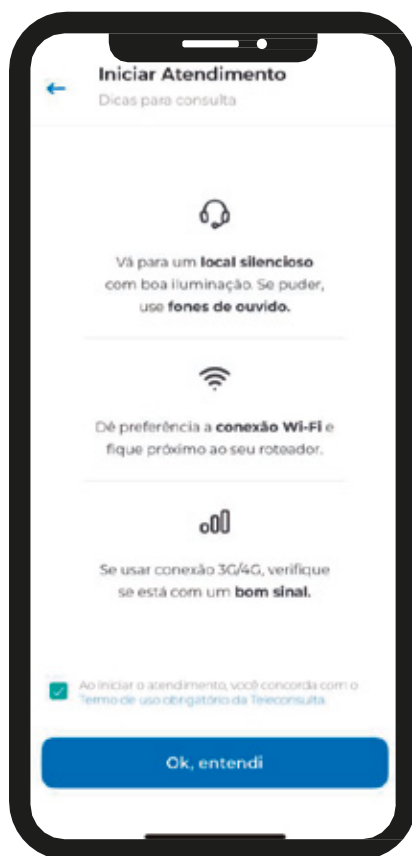 Iniciar Atendimento
Dicas para consulta
Vá para um local silencioso
com boa iluminação. Se puder,
use fones de ouvido.
Dê preferência a conexão Wi-Fi e
fique próximo ao seu roteador.
Se usar conexão 3G/4G, verifique
se está com um bom sinal.
Ao iniciar o atendimento, você concorda com o
Termo de uso obrigatório da Teleconsulta.
Ok, entendi